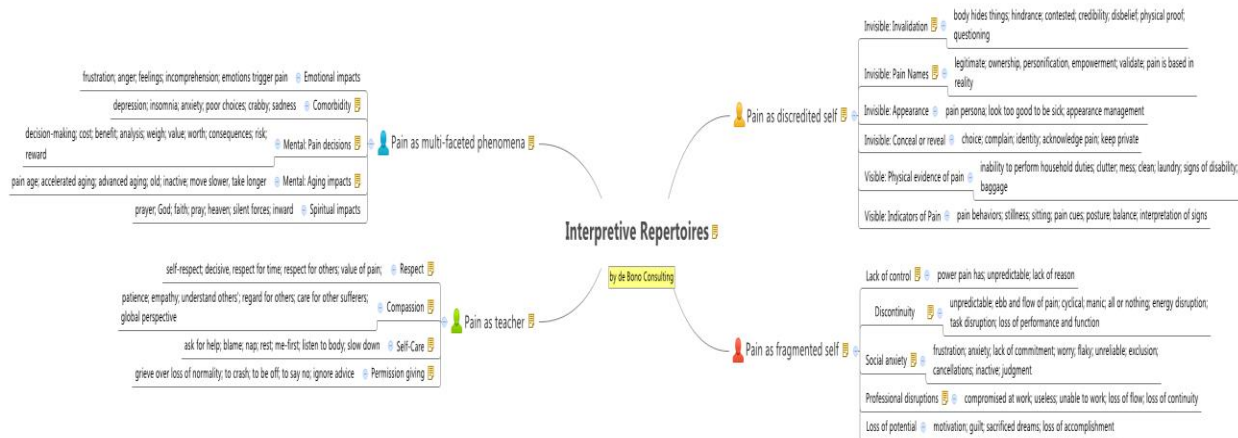 Interpretive Repertoires
by de Bono Consulting
Pain as multi-faceted phenomena
Emotional impacts
frustration; anger; feelings; incomprehension; emotions trigger pain
Comorbidity
depression; insomnia; anxiety; poor choices; crabby; sadness
Mental: Pain decisions
decision-making; cost; benefit; analysis; weigh; value; worth; consequences; risk;
reward
Mental: Aging impacts
pain age; accelerated aging; advanced aging; old; inactive; move slower, take longer
Spiritual impacts
prayer; God; faith; pray; heaven; silent forces; inward
Pain as teacher
Respect
self-respect; decisive, respect for time; respect for others; value of pain;
Compassion
patience; empathy; understand others'; regard for others; care for other sufferers;
global perspective
Self-Care
ask for help; blame; nap; rest; me-first; listen to body; slow down
Permission giving
grieve over loss of normality; to crash; to be off; to say no; ignore advice
Pain as discredited self
Invisible: Invalidation
body hides things; hindrance; contested; credibility; disbelief; physical proof;
questioning
Invisible: Pain Names
legitimate; ownership, personification, empowerment; validate; pain is based in
reality
Invisible: Appearance
pain persona; look too good to be sick; appearance management
Invisible: Conceal or reveal
choice; complain; identity; acknowledge pain; keep private
Visible: Physical evidence of pain
inability to perform household duties; clutter; mess; clean; laundry; signs of disability;
baggage
Visible: Indicators of Pain
pain behaviors; stillness; sitting; pain cues, posture; balance; interpretation of signs
Pain as fragmented self
Lack of control
power pain has; unpredictable; lack of reason
Discontinuity
unpredictable; ebb and flow of pain; cyclical; manic; all or nothing; energy disruption;
task disruption; loss of performance and function
Social anxiety
frustration; anxiety; lack of commitment; worry; flaky; unreliable; exclusion;
cancellations; inactive; judgment
Professional disruptions
compromised at work; useless; unable to work; loss of flow; loss of continuity
Loss of potential
motivation; guilt; sacrificed dreams; loss of accomplishment